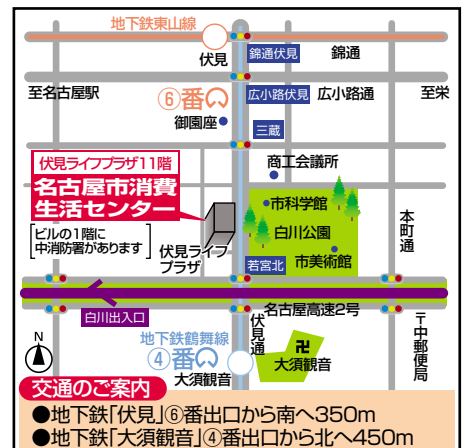 地下鉄東山線
伏見
錦通伏見
錦通
至名古屋駅
⑥番
広小路伏見
広小路通
至栄
御園座
三蔵
伏見ライフプラザ11階
名古屋市消費
生活センター
商工会議所
市科学館
白川公園
市美術館
本町通
ビルの1階に
中消防署があります
伏見ライフ
プラザ
若宮北
白川出入口
名古屋高速2号
N
地下鉄鶴舞線
④番
大須観音
伏見通
卍
大須観音
〒中郵便局
交通のご案内
●地下鉄「伏見」⑥番出口から南へ350m
●地下鉄「大須観音」④番出口から北へ450m